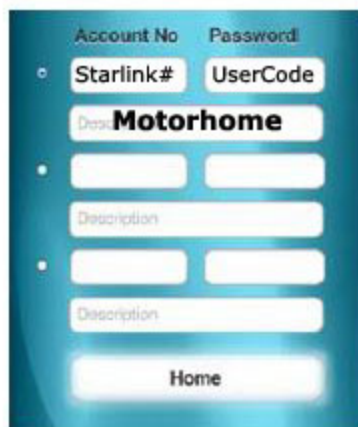 Account No Password
Starlink# UserCode
Motorhome
Description
Description
Home